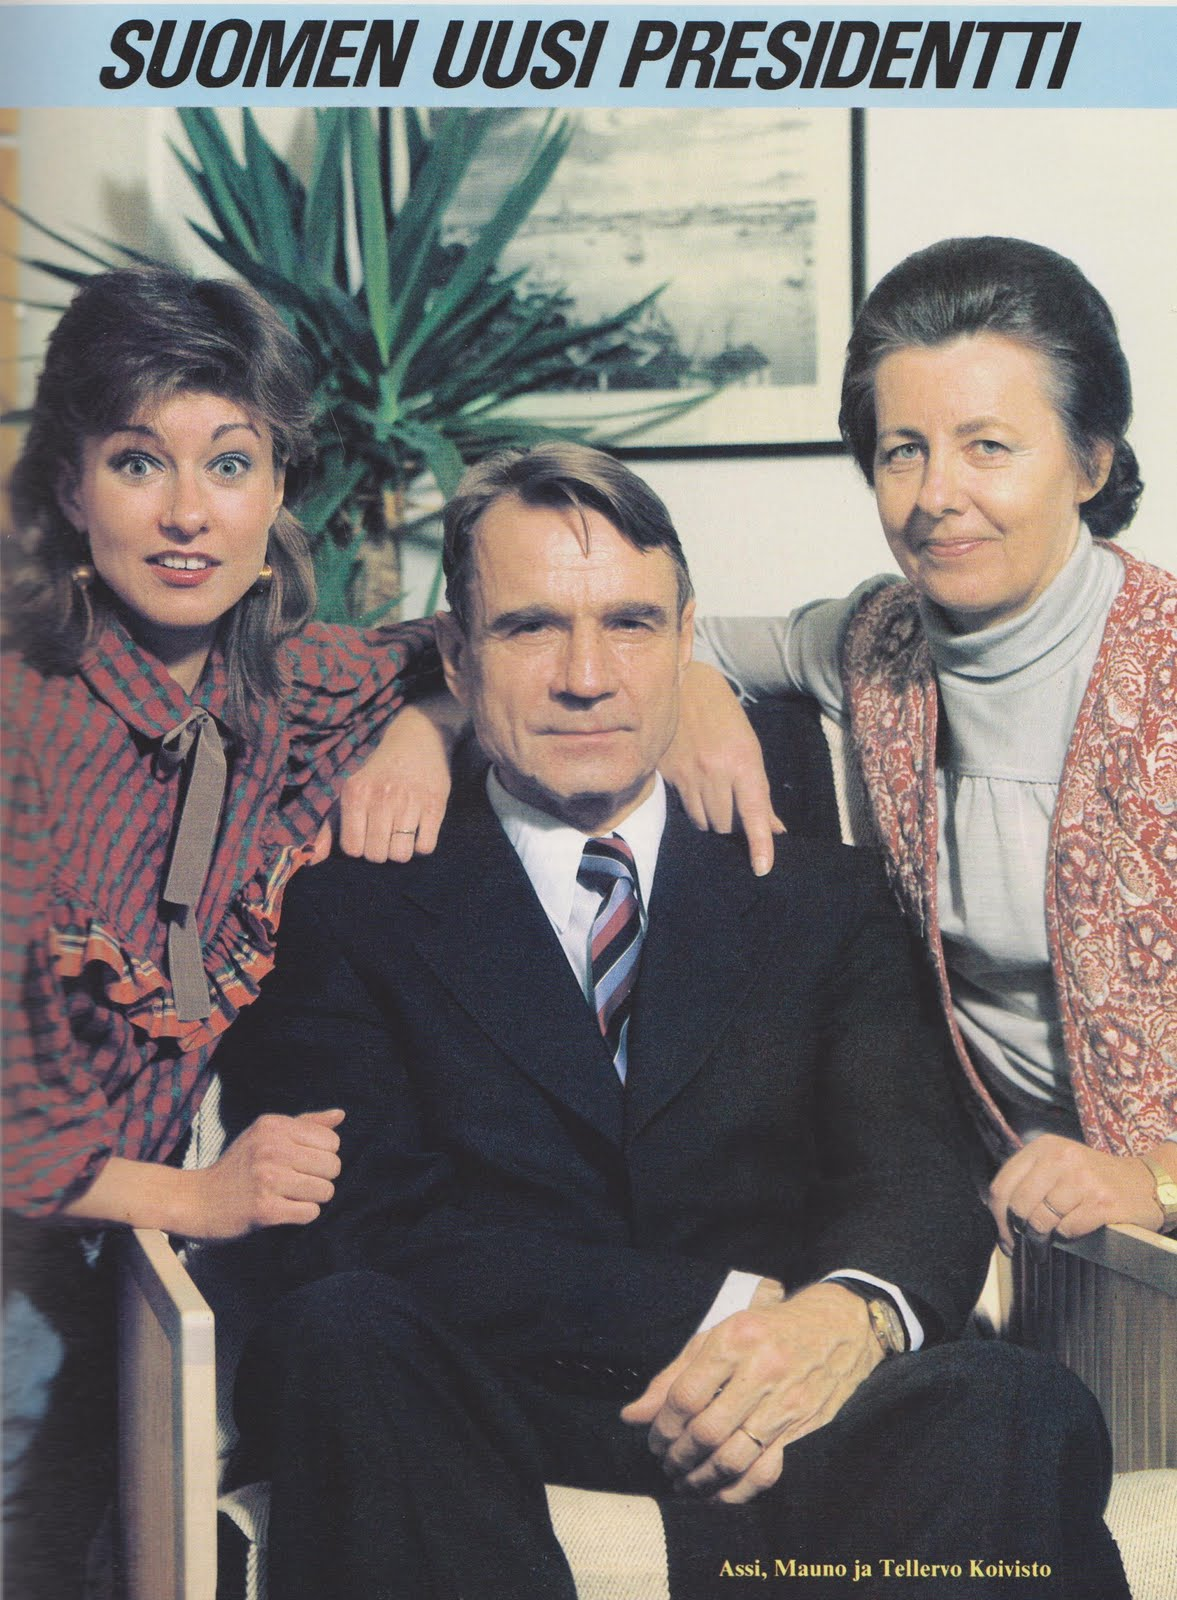 SUOMEN UUSI PRESIDENTTI
Assi, Mauno ja Tellervo Koivisto